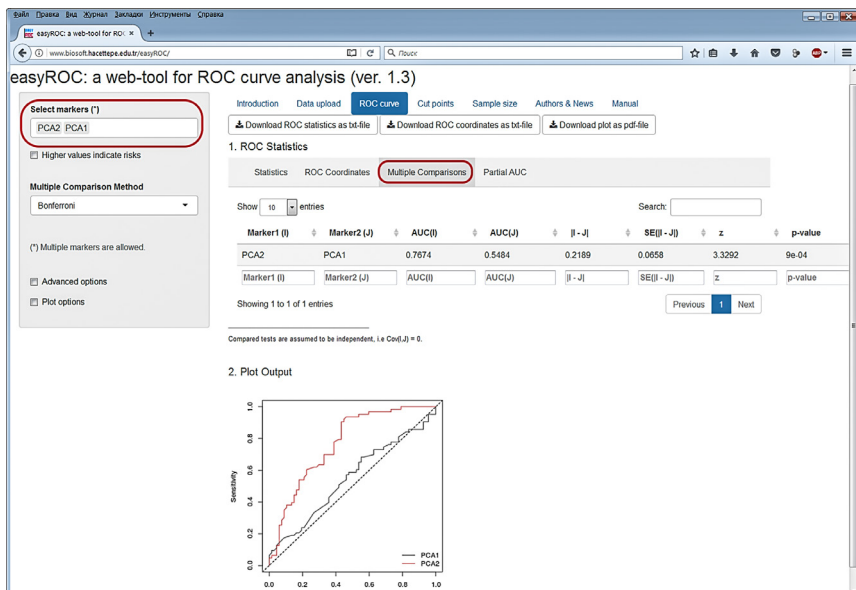 Файл Правка Вид Журнал Закладки Инструменты Справка
easyROC: a web-tool for ROC × +
www.biosoft.hacettepe.edu.tr/easyROC/ Поиск
easyROC: a web-tool for ROC curve analysis (ver. 1.3)
Select markers (*)
PCA2 PCA1
Higher values indicate risks
Multiple Comparison Method
Bonferroni
(*) Multiple markers are allowed.
Advanced options
Plot options
Introduction Data upload ROC curve Cut points Sample size Authors & News Manual
Download ROC statistics as txt-file Download ROC coordinates as txt-file Download plot as pdf-file
1. ROC Statistics
Statistics ROC Coordinates Multiple Comparisons Partial AUC
Show 10 entries Search:
Marker1 (I) Marker2 (J) AUC(I) AUC(J) |I - J| SE(|I - J|) z p-value
PCA2 PCA1 0.7674 0.5484 0.2189 0.0658 3.3292 9e-04
Marker1 (I) Marker2 (J) AUC(I) AUC(J) |I - J| SE(|I - J|) z p-value
Showing 1 to 1 of 1 entries Previous 1 Next
Compared tests are assumed to be independent, i.e Cov(I,J) = 0.
2. Plot Output
1.0
0.8
0.6
0.4
0.2
0.0
Sensitivity
PCA1
PCA2
0.0 0.2 0.4 0.6 0.8 1.0